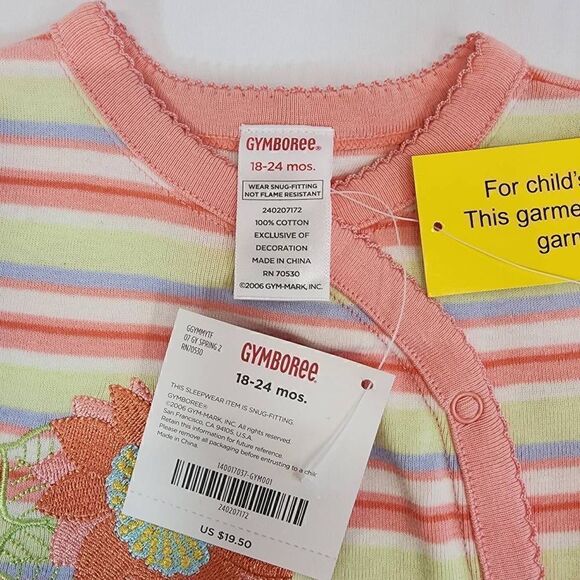 GYMBOREE®
18-24 mos.
WEAR SNUG-FITTING
NOT FLAME RESISTANT
240207172
100% COTTON
EXCLUSIVE OF
DECORATION
MADE IN CHINA
RN 70530
©2006 GYM-MARK, INC.
For child's
This garme
garm
GGYMMYTF
07 GY SPRING 2
RN70530
GYMBOREE®
18-24 mos.
THIS SLEEPWEAR ITEM IS SNUG-FITTING.
GYMBOREE®
©2006 GYM-MARK, INC. All rights reserved.
San Francisco, CA 94105, U.S.A.
Retain this information for future reference.
Please remove all packaging before entrusting to a child.
Made in China.
140017037-GYM001
240207172
US $19.50